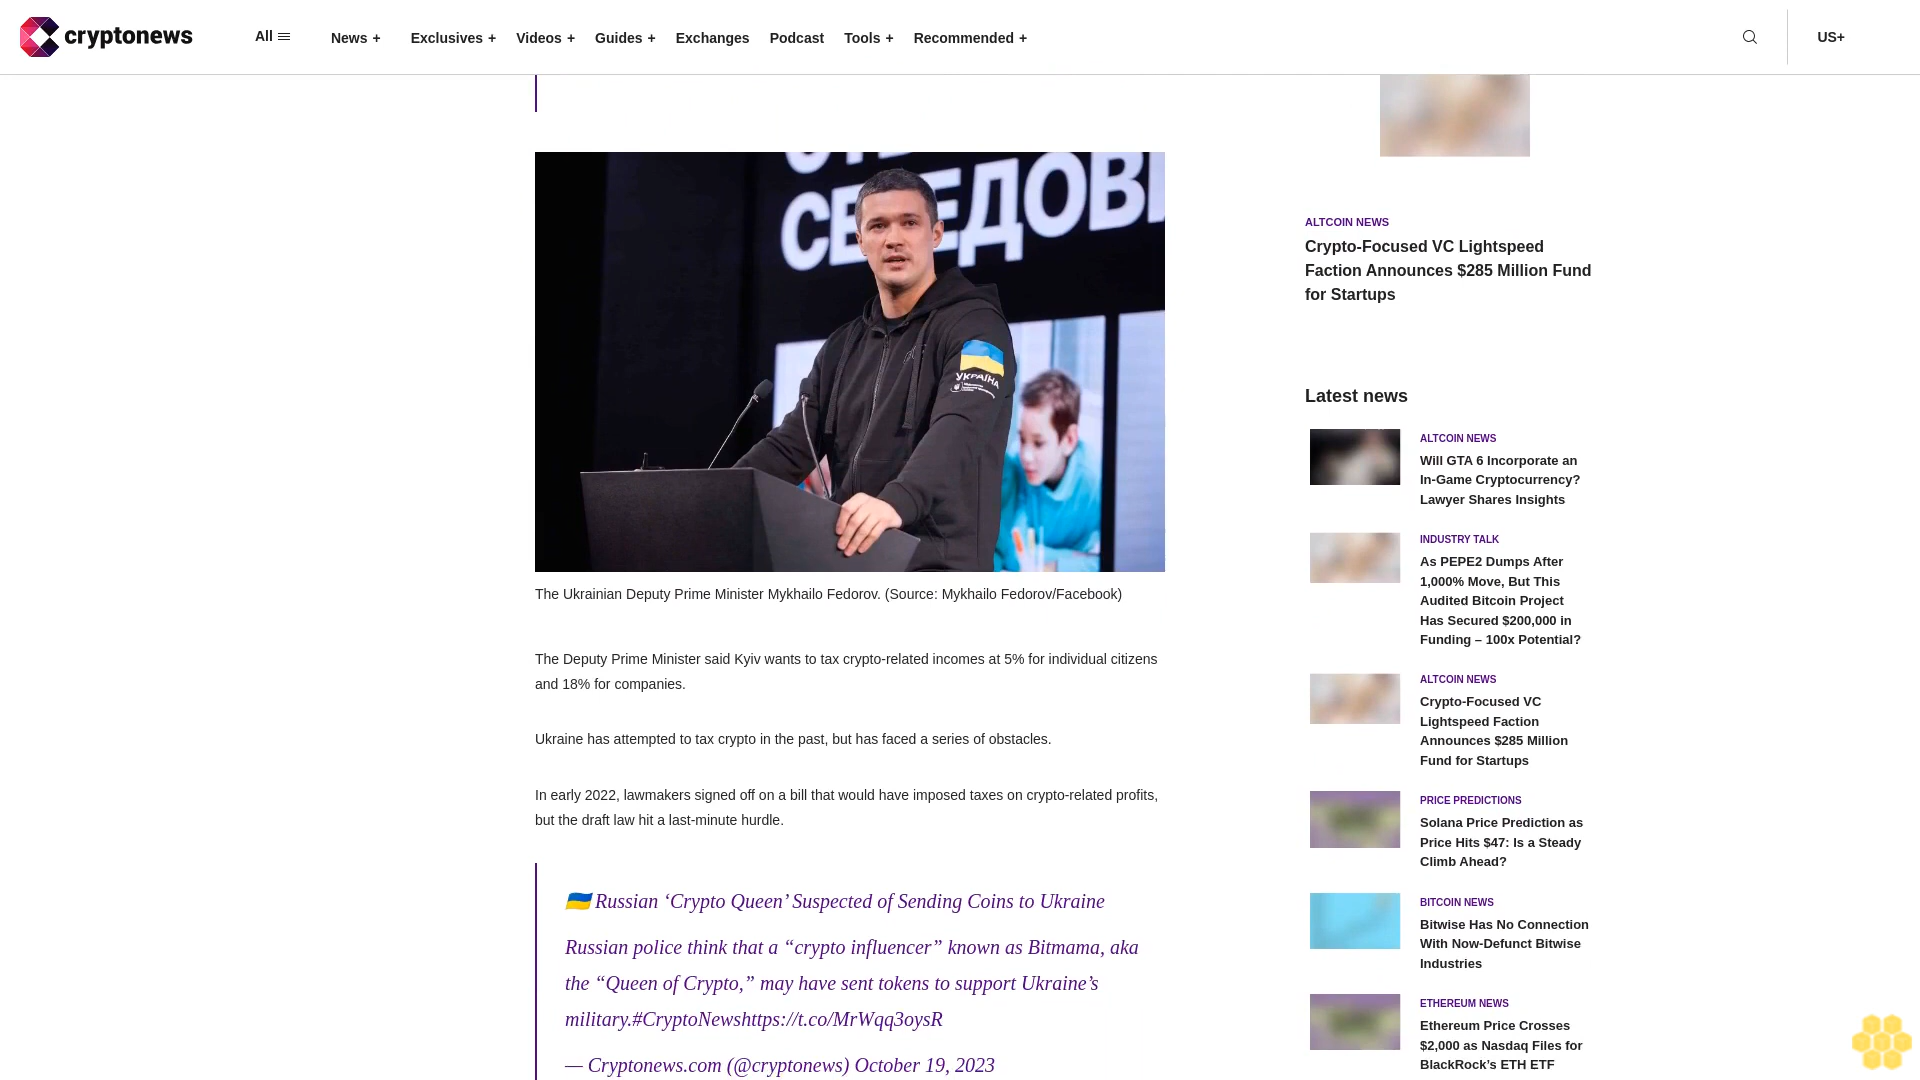 cryptonews
All
News +
Exclusives +
Videos +
Guides +
Exchanges
Podcast
Tools +
Recommended +
US+
СЕРЕДОВ
УКРАЇНА
The Ukrainian Deputy Prime Minister Mykhailo Fedorov. (Source: Mykhailo Fedorov/Facebook)
The Deputy Prime Minister said Kyiv wants to tax crypto-related incomes at 5% for individual citizens
and 18% for companies.
Ukraine has attempted to tax crypto in the past, but has faced a series of obstacles.
In early 2022, lawmakers signed off on a bill that would have imposed taxes on crypto-related profits,
but the draft law hit a last-minute hurdle.
🇺🇦 Russian ‘Crypto Queen’ Suspected of Sending Coins to Ukraine
Russian police think that a “crypto influencer” known as Bitmama, aka
the “Queen of Crypto,” may have sent tokens to support Ukraine’s
military.#CryptoNewshttps://t.co/MrWqq3oysR
— Cryptonews.com (@cryptonews) October 19, 2023
ALTCOIN NEWS
Crypto-Focused VC Lightspeed
Faction Announces $285 Million Fund
for Startups
Latest news
ALTCOIN NEWS
Will GTA 6 Incorporate an
In-Game Cryptocurrency?
Lawyer Shares Insights
INDUSTRY TALK
As PEPE2 Dumps After
1,000% Move, But This
Audited Bitcoin Project
Has Secured $200,000 in
Funding – 100x Potential?
ALTCOIN NEWS
Crypto-Focused VC
Lightspeed Faction
Announces $285 Million
Fund for Startups
PRICE PREDICTIONS
Solana Price Prediction as
Price Hits $47: Is a Steady
Climb Ahead?
BITCOIN NEWS
Bitwise Has No Connection
With Now-Defunct Bitwise
Industries
ETHEREUM NEWS
Ethereum Price Crosses
$2,000 as Nasdaq Files for
BlackRock’s ETH ETF